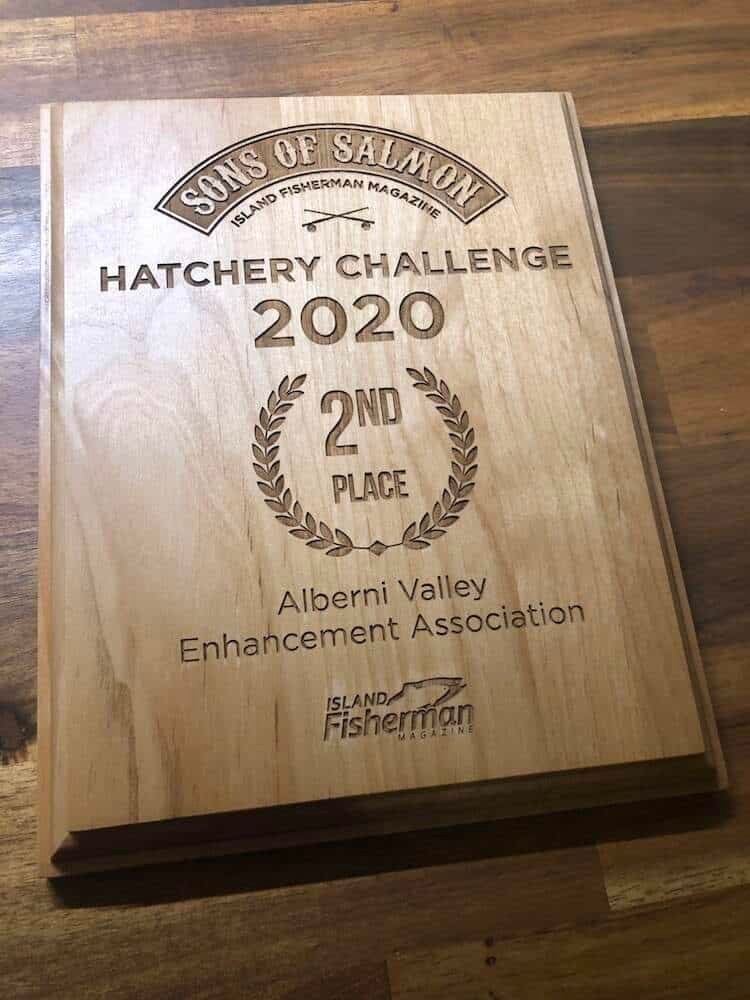 SONS OF SALMON
ISLAND FISHERMAN MAGAZINE
HATCHERY CHALLENGE
2020
2ND
PLACE
Alberni Valley
Enhancement Association
ISLAND
Fisherman
MAGAZINE